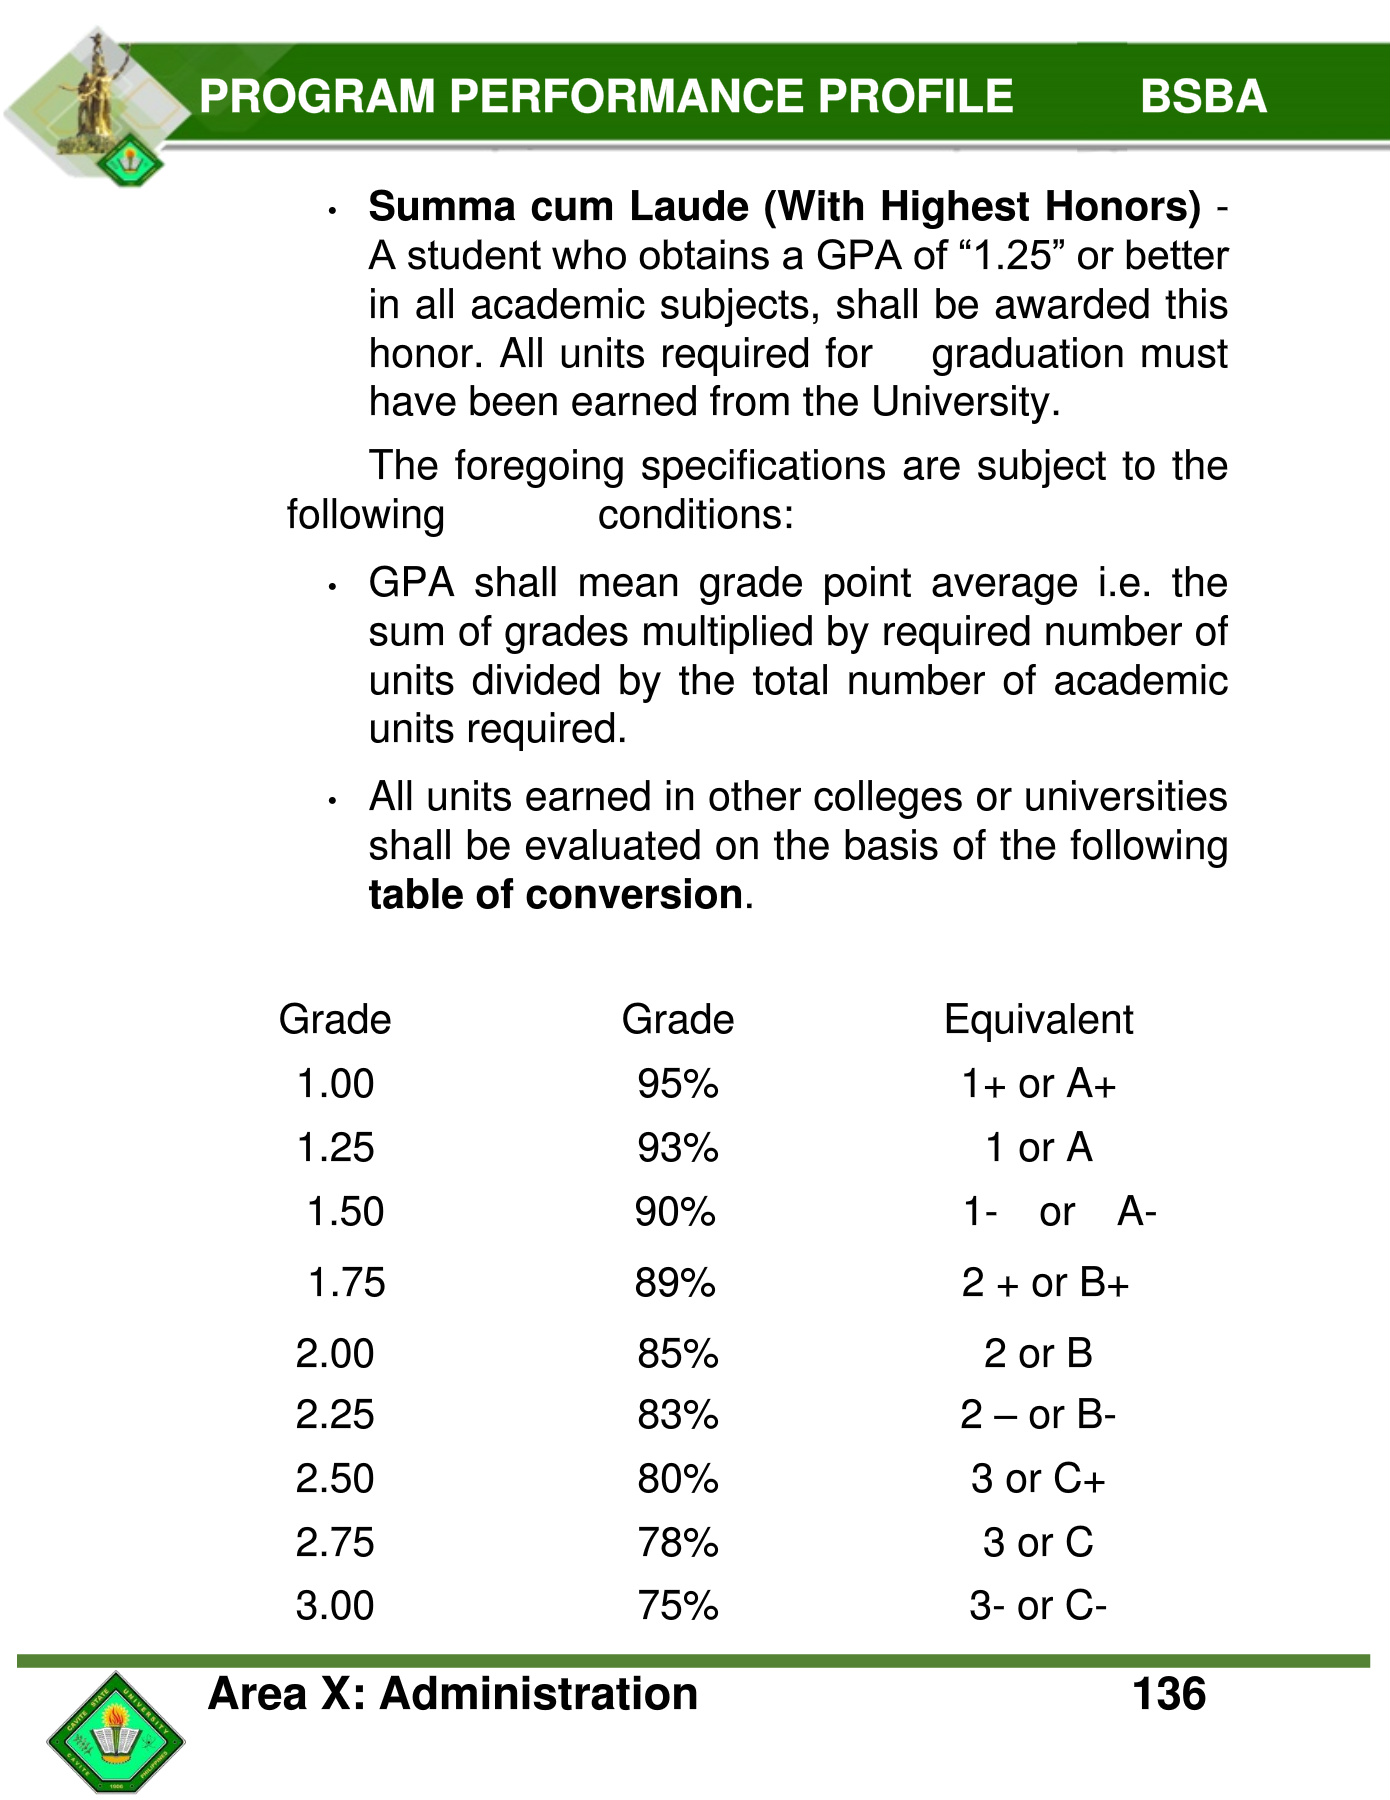 PROGRAM PERFORMANCE PROFILE BSBA
• Summa cum Laude (With Highest Honors) -
A student who obtains a GPA of “1.25” or better
in all academic subjects, shall be awarded this
honor. All units required for graduation must
have been earned from the University.
The foregoing specifications are subject to the
following conditions:
• GPA shall mean grade point average i.e. the
sum of grades multiplied by required number of
units divided by the total number of academic
units required.
• All units earned in other colleges or universities
shall be evaluated on the basis of the following
table of conversion.
Grade Grade Equivalent
1.00 95% 1+ or A+
1.25 93% 1 or A
1.50 90% 1- or A-
1.75 89% 2 + or B+
2.00 85% 2 or B
2.25 83% 2 – or B-
2.50 80% 3 or C+
2.75 78% 3 or C
3.00 75% 3- or C-
Area X: Administration 136
CAVITE STATE UNIVERSITY
CAVITE PHILIPPINES
1906